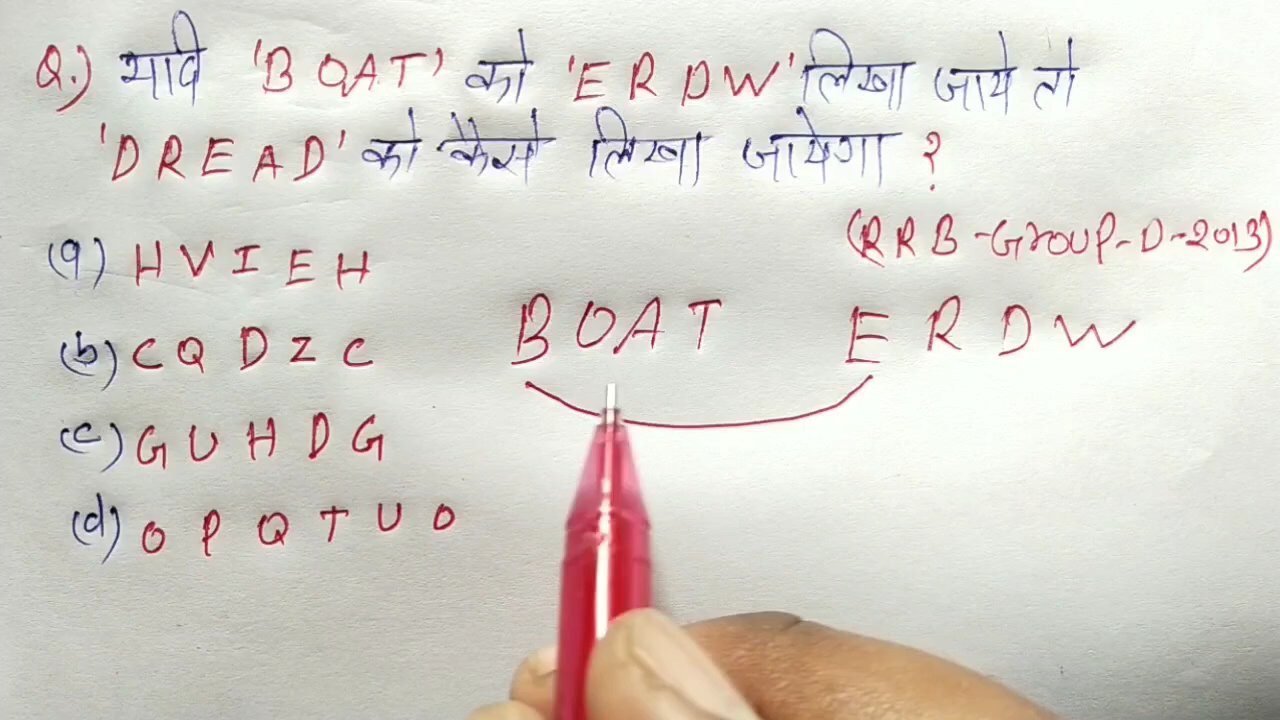 Q.) यदि 'BOAT' को 'ERDW' लिखा जाये तो
'DREAD' को कैसे लिखा जायेगा ?
(RRB-Group-D-2013)
(a) HVIEH
(b) CQDZC
(c) GUHDG
(d) OPQTUO
BOAT ERDW